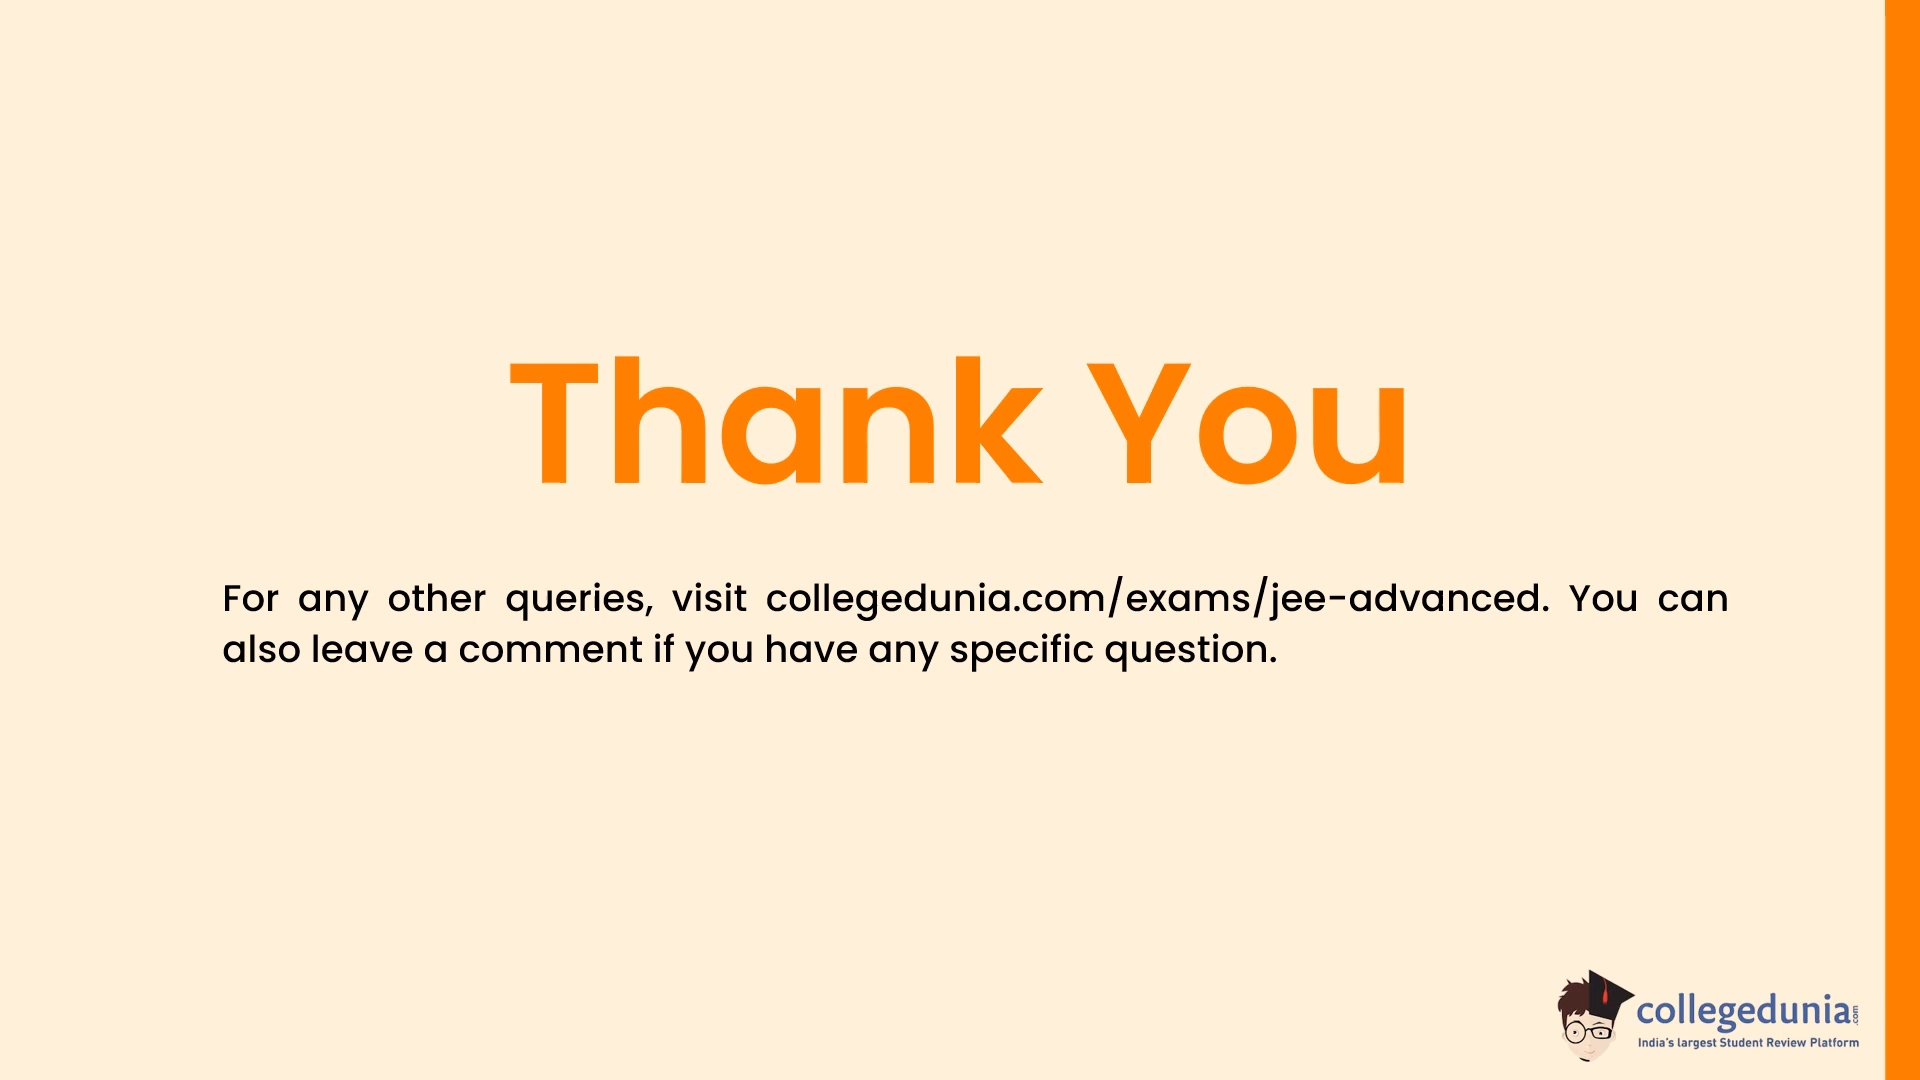 Thank You
For any other queries, visit collegedunia.com/exams/jee-advanced. You can
also leave a comment if you have any specific question.
collegedunia.com
India's largest Student Review Platform